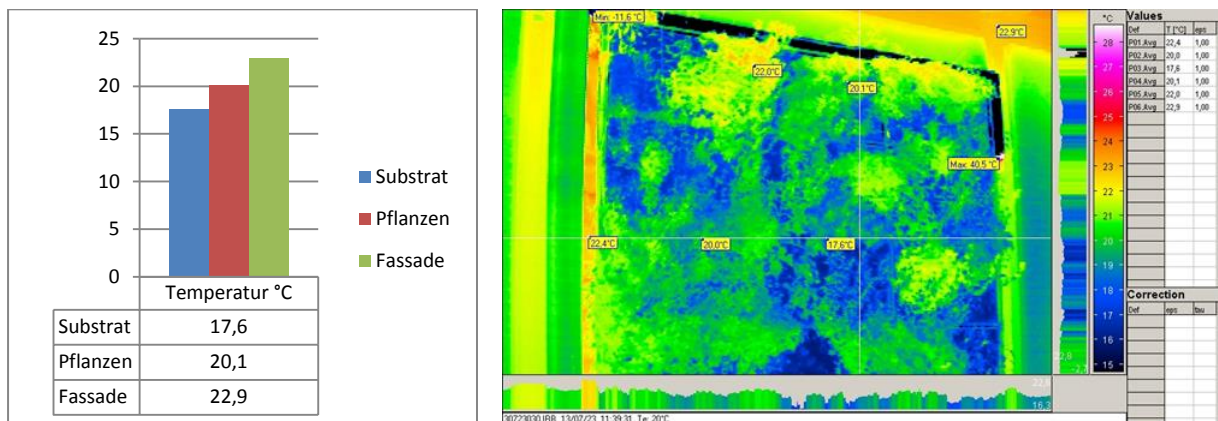 25
20
15
10
5
0
Temperatur °C
Substrat
Pflanzen
Fassade
Substrat 17,6
Pflanzen 20,1
Fassade 22,9
Min: -11,6 °C
22,9°C
22,0°C
20,1°C
Max: 40,5 °C
22,4°C
20,0°C
17,6°C
°C
28
27
26
25
24
23
22
21
20
19
18
17
16
15
22,8
16,3
Values
Def T [°C] eps
P01.Avg 22,4 1,00
P02.Avg 20,0 1,00
P03.Avg 17,6 1,00
P04.Avg 20,1 1,00
P05.Avg 22,0 1,00
P06.Avg 22,9 1,00
Correction
Def eps tau
13/07/23 11:39:31 Te: 20°C